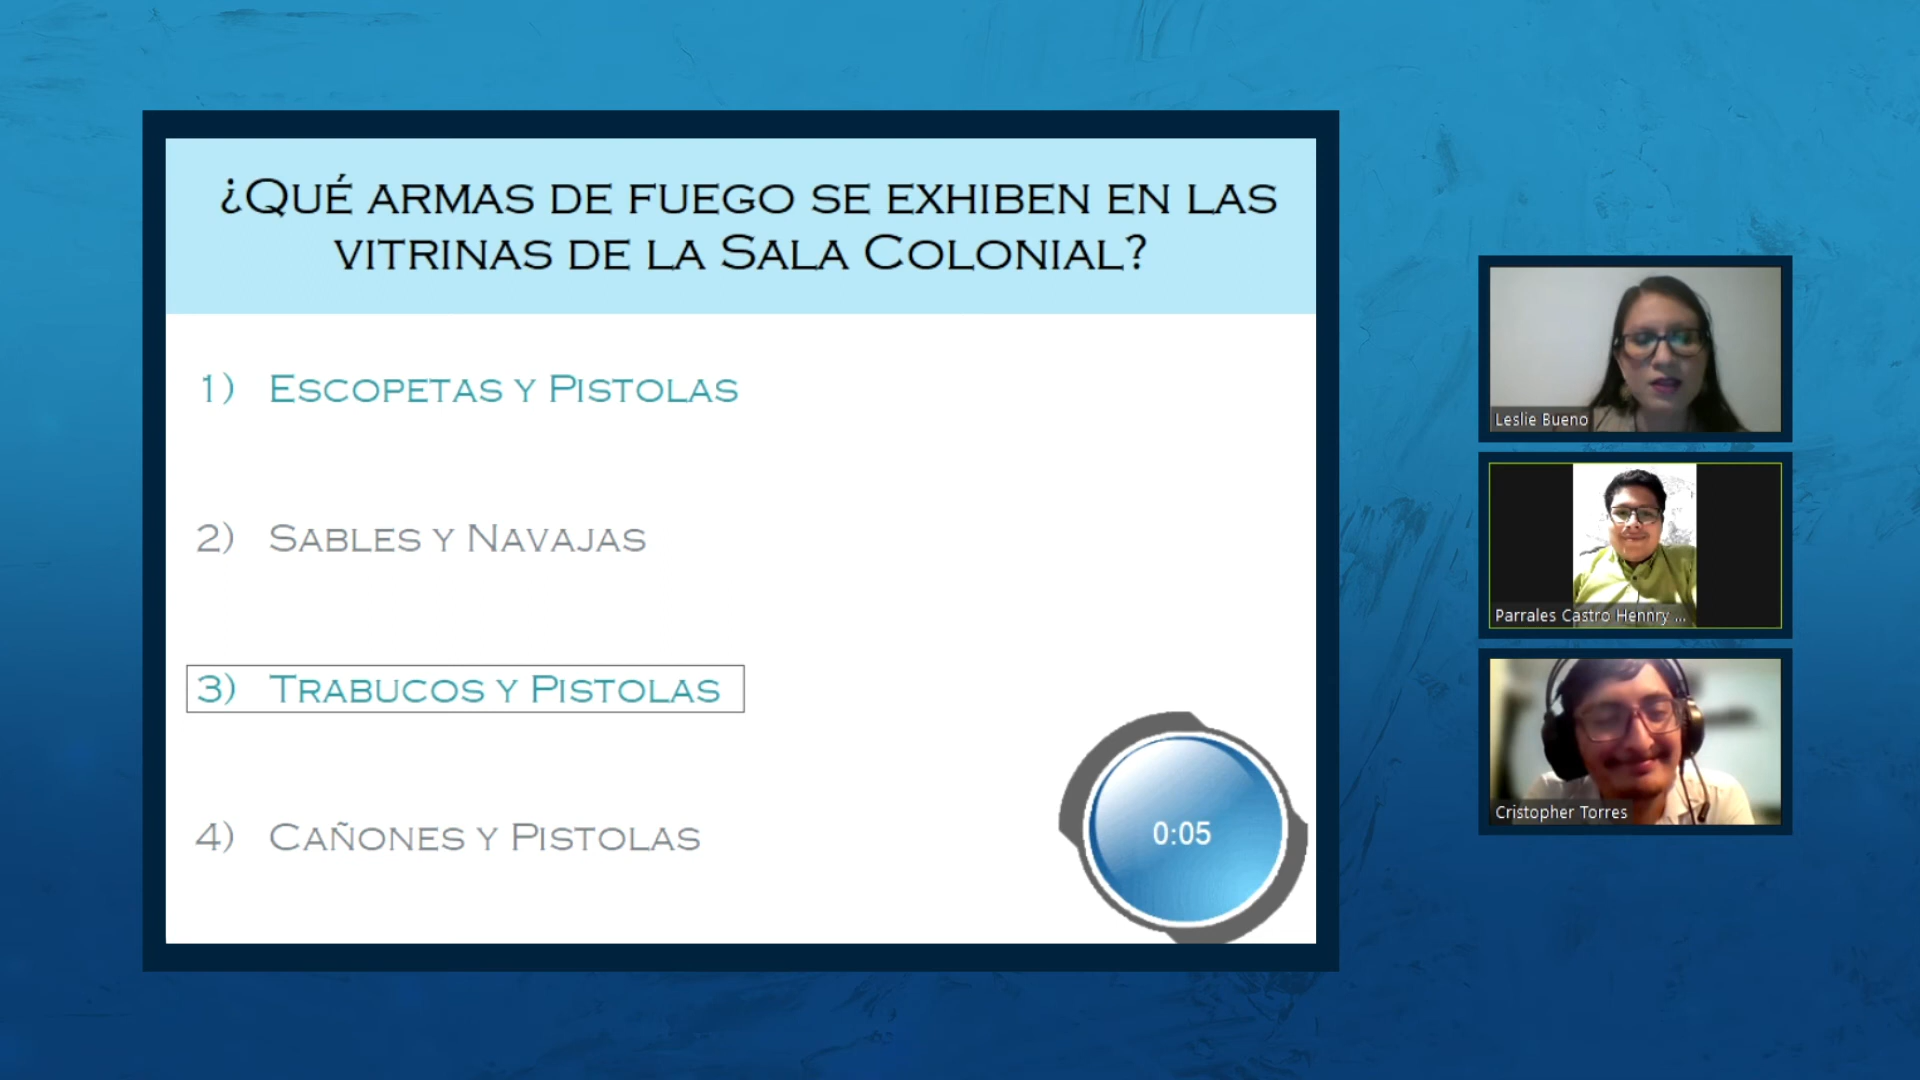 ¿Qué armas de fuego se exhiben en las
vitrinas de la Sala Colonial?
1) Escopetas y Pistolas
2) Sables y Navajas
3) Trabucos y Pistolas
4) Cañones y Pistolas
0:05
Leslie Bueno
Parrales Castro Hennry ...
Cristopher Torres